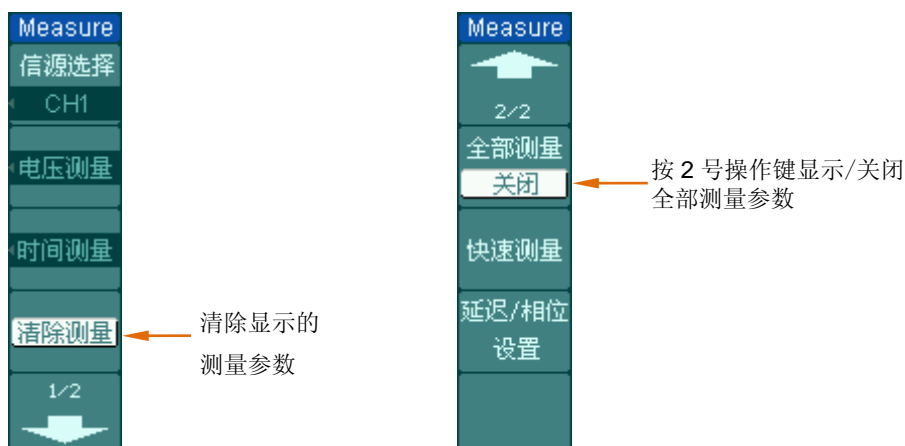 Measure
信源选择
CH1
电压测量
时间测量
清除测量
1/2
清除显示的
测量参数
Measure
2/2
全部测量
关闭
快速测量
延迟/相位
设置
按 2 号操作键显示/关闭
全部测量参数